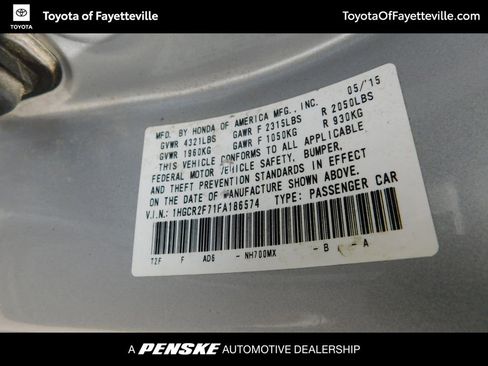 Toyota of Fayetteville
ToyotaOfFayetteville.com
TOYOTA
MFD. BY HONDA OF AMERICA MFG., INC. 05/'15
GVWR 4321LBS GAWR F 2315LBS R 2050LBS
GVWR 1960KG GAWR F 1050KG R 930KG
THIS VEHICLE CONFORMS TO ALL APPLICABLE
FEDERAL MOTOR VEHICLE SAFETY, BUMPER,
AND THEFT PREVENTION STANDARDS IN EFFECT
ON THE DATE OF MANUFACTURE SHOWN ABOVE.
V.I.N.: 1HGCR2F71FA186574 TYPE: PASSENGER CAR
T2F F AD6 - NH700MX - B - A
A PENSKE AUTOMOTIVE DEALERSHIP